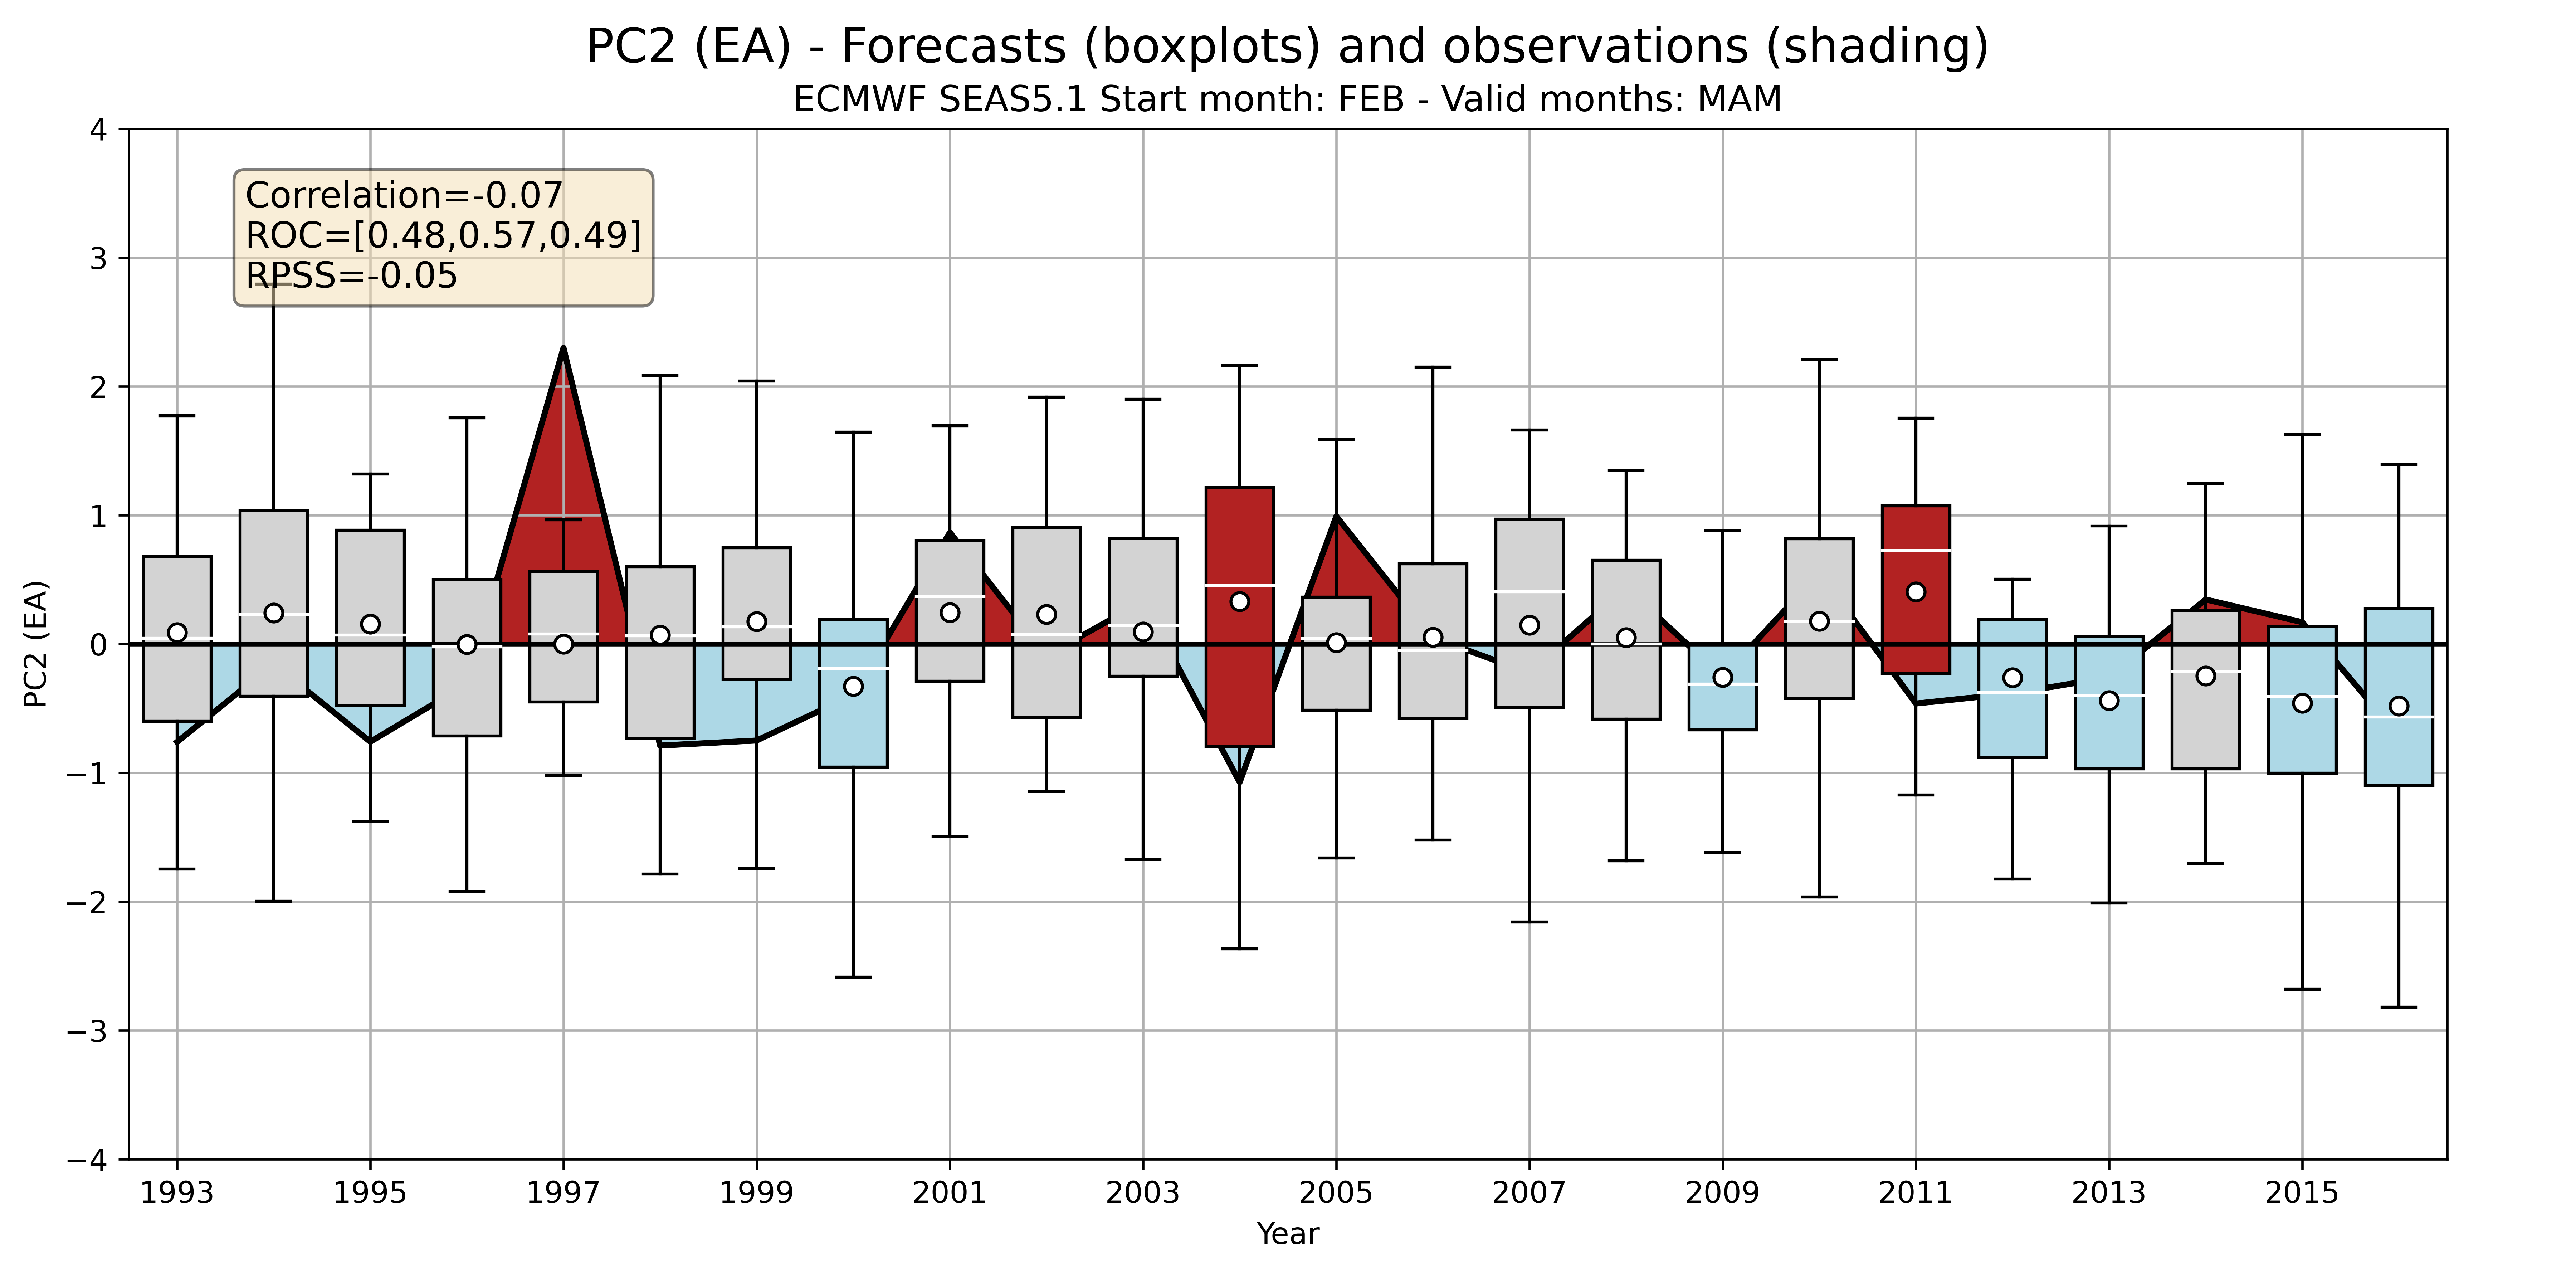 PC2 (EA) - Forecasts (boxplots) and observations (shading)
ECMWF SEAS5.1 Start month: FEB - Valid months: MAM
Correlation=-0.07
ROC=[0.48,0.57,0.49]
RPSS=-0.05
PC2 (EA)
4
3
2
1
0
−1
−2
−3
−4
1993 1995 1997 1999 2001 2003 2005 2007 2009 2011 2013 2015
Year